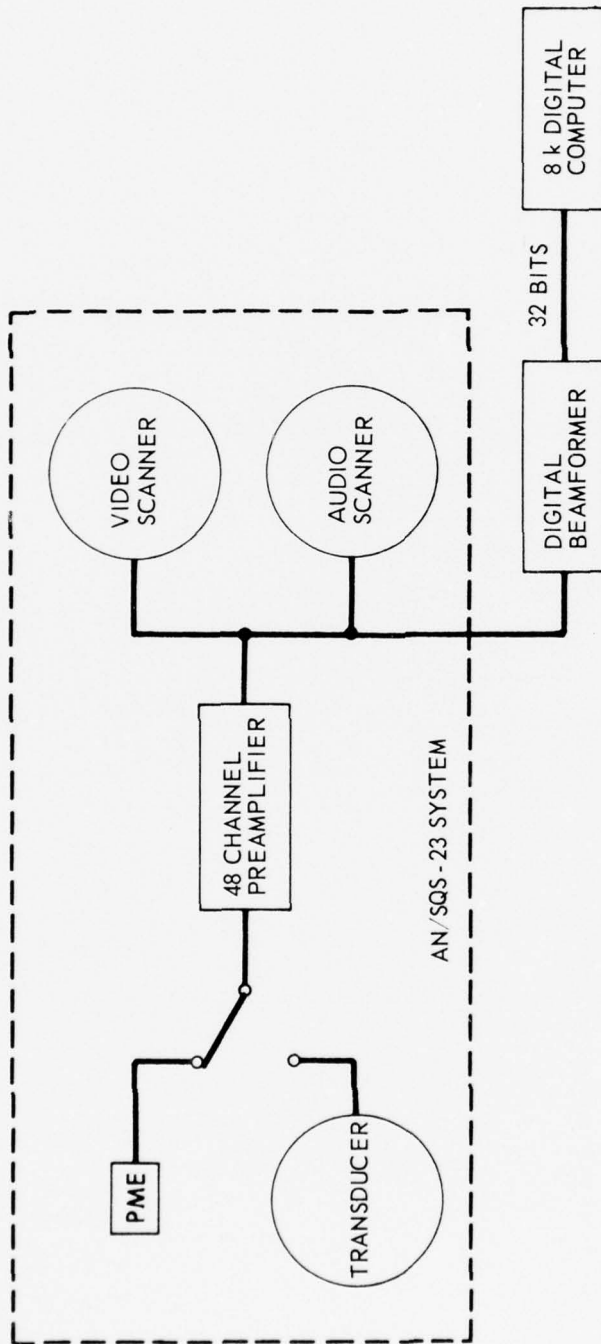 PME
TRANSDUCER
48 CHANNEL
PREAMPLIFIER
VIDEO
SCANNER
AUDIO
SCANNER
AN/SQS - 23 SYSTEM
DIGITAL
BEAMFORMER
32 BITS
8 k DIGITAL
COMPUTER